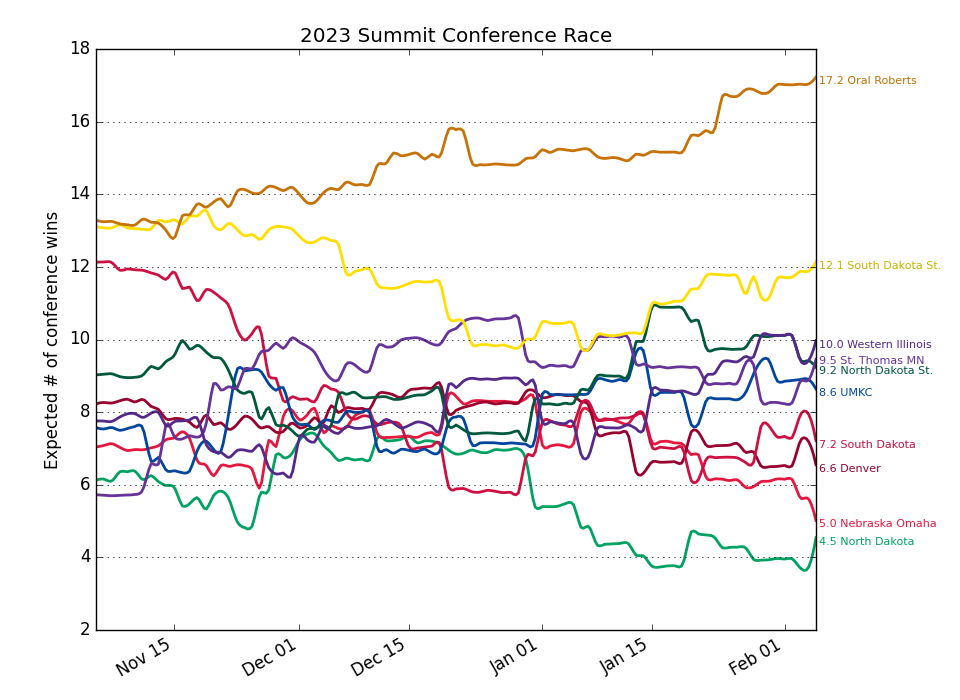 2023 Summit Conference Race
Expected # of conference wins
18
16
14
12
10
8
6
4
2
Nov 15
Dec 01
Dec 15
Jan 01
Jan 15
Feb 01
17.2 Oral Roberts
12.1 South Dakota St.
10.0 Western Illinois
9.5 St. Thomas MN
9.2 North Dakota St.
8.6 UMKC
7.2 South Dakota
6.6 Denver
5.0 Nebraska Omaha
4.5 North Dakota